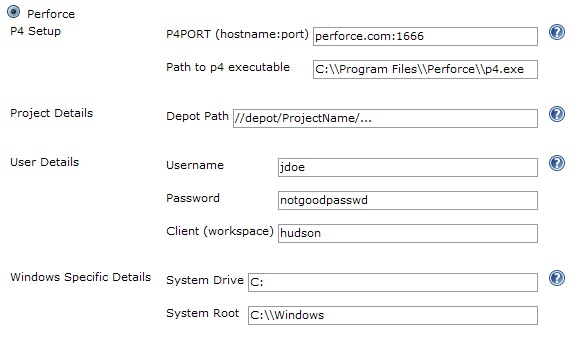 Perforce
P4 Setup P4PORT (hostname:port) perforce.com:1666 ?
Path to p4 executable C:\\Program Files\\Perforce\\p4.exe
Project Details Depot Path //depot/ProjectName/... ?
User Details Username jdoe ?
Password notgoodpasswd
Client (workspace) hudson
Windows Specific Details System Drive C: ?
System Root C:\\Windows